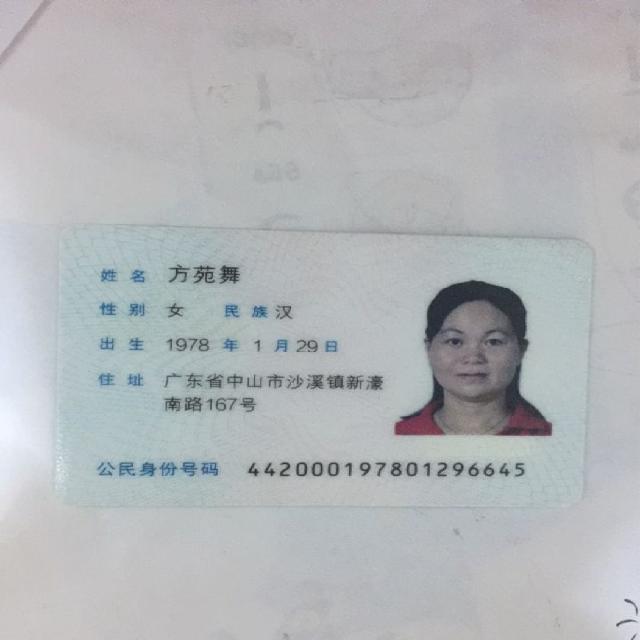 姓名 方苑舞
性别 女 民族 汉
出生 1978 年 1 月 29 日
住址 广东省中山市沙溪镇新濠
南路167号
公民身份号码 442000197801296645